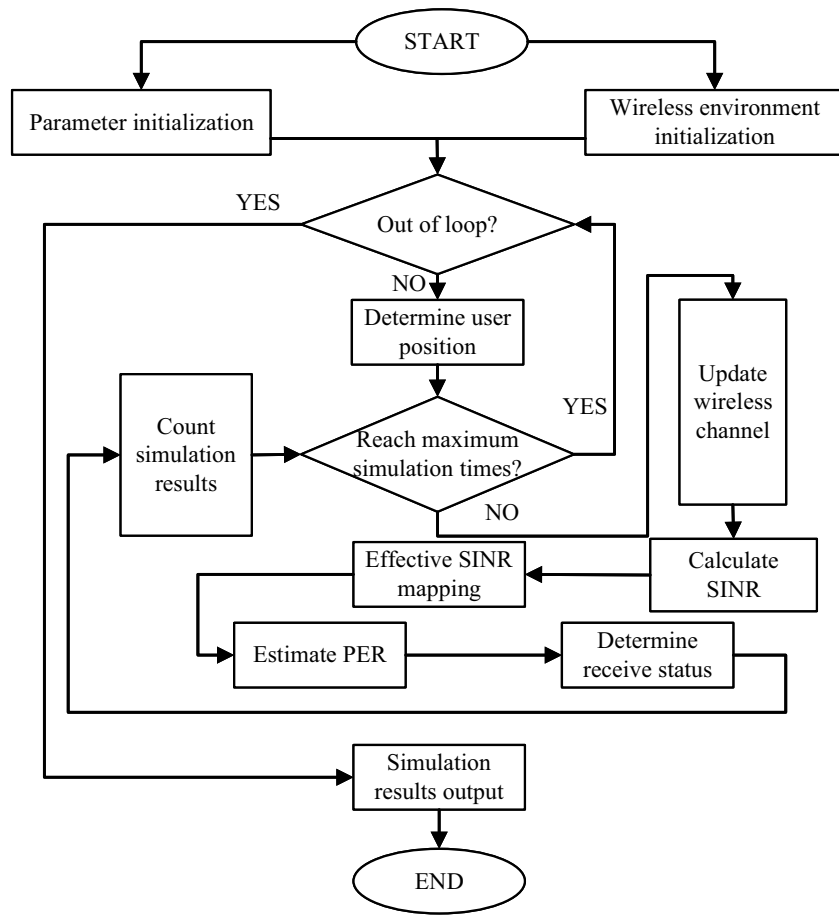 START
Parameter initialization
Wireless environment
initialization
YES
Out of loop?
NO
Determine user
position
Update
wireless
channel
Count
simulation
results
YES
Reach maximum
simulation times?
NO
Effective SINR
mapping
Calculate
SINR
Estimate PER
Determine
receive status
Simulation
results output
END